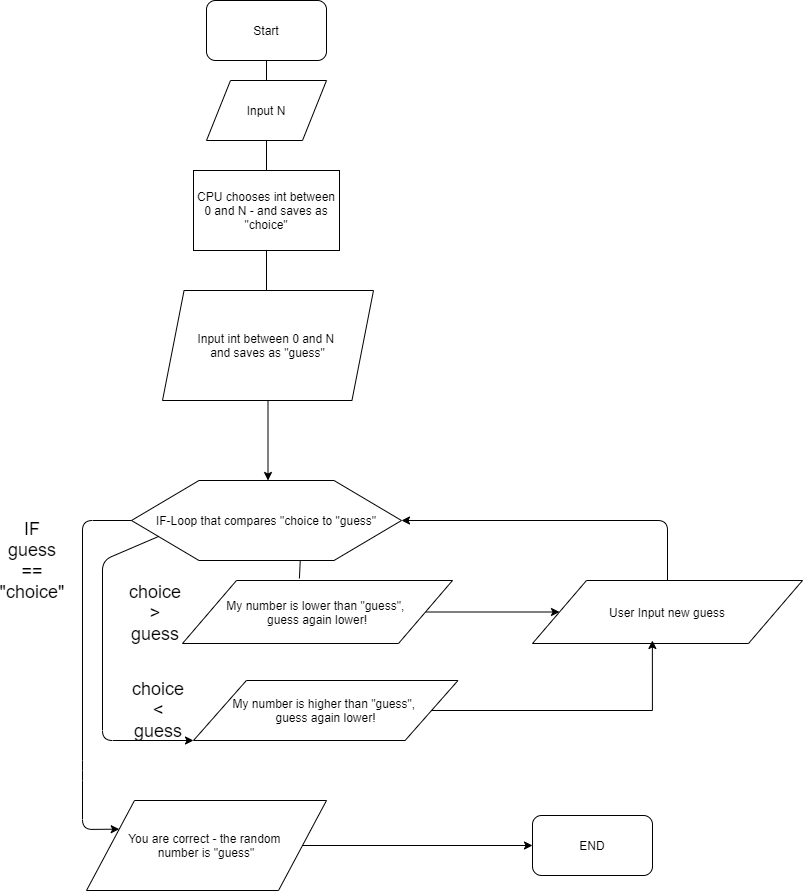 Start
Input N
CPU chooses int between
0 and N - and saves as
"choice"
Input int between 0 and N
and saves as "guess"
IF-Loop that compares "choice to "guess"
IF
guess
==
"choice"
choice
>
guess
My number is lower than "guess",
guess again lower!
User Input new guess
choice
<
guess
My number is higher than "guess",
guess again lower!
You are correct - the random
number is "guess"
END